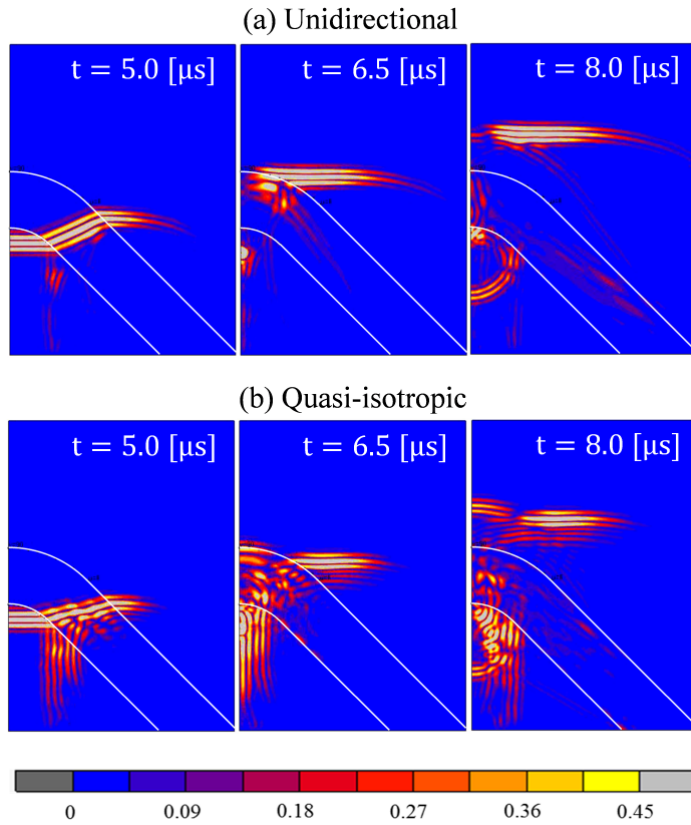 (a) Unidirectional
t = 5.0 [μs] t = 6.5 [μs] t = 8.0 [μs]
(b) Quasi-isotropic
t = 5.0 [μs] t = 6.5 [μs] t = 8.0 [μs]
0 0.09 0.18 0.27 0.36 0.45